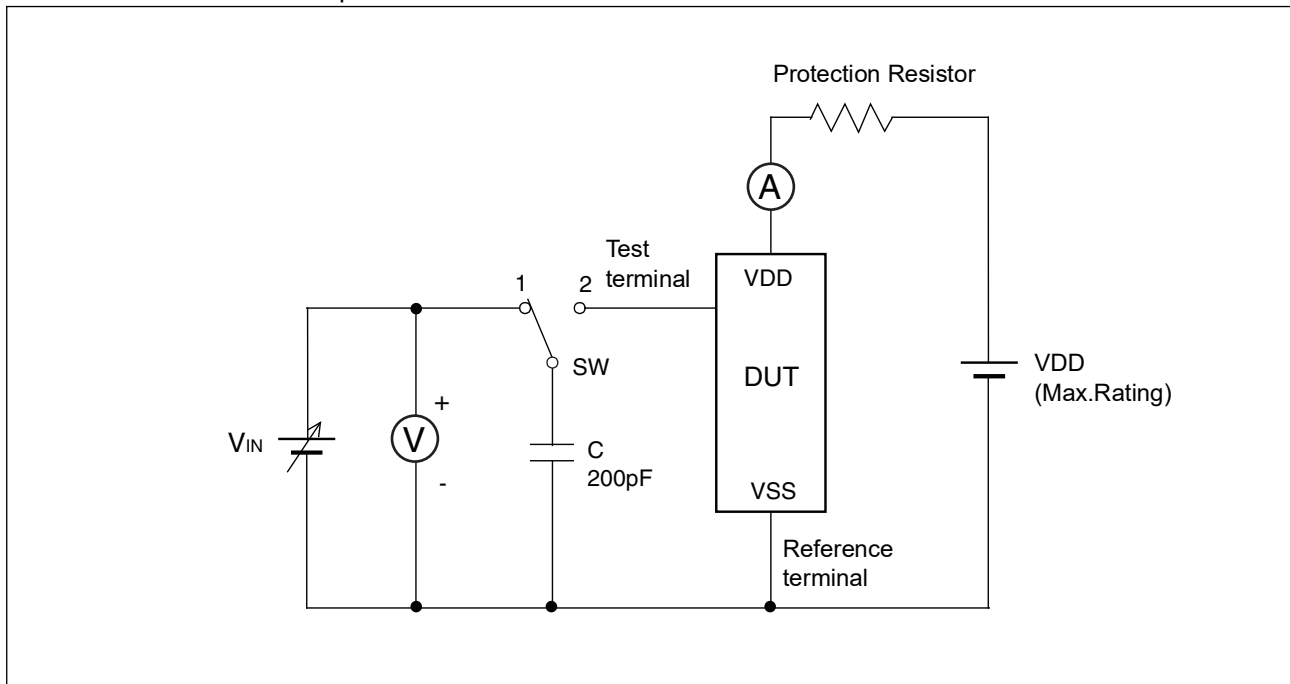 Protection Resistor
A
Test
terminal
1
2
VDD
SW
DUT
VDD
(Max.Rating)
+
VIN
V
C
200pF
-
VSS
Reference
terminal